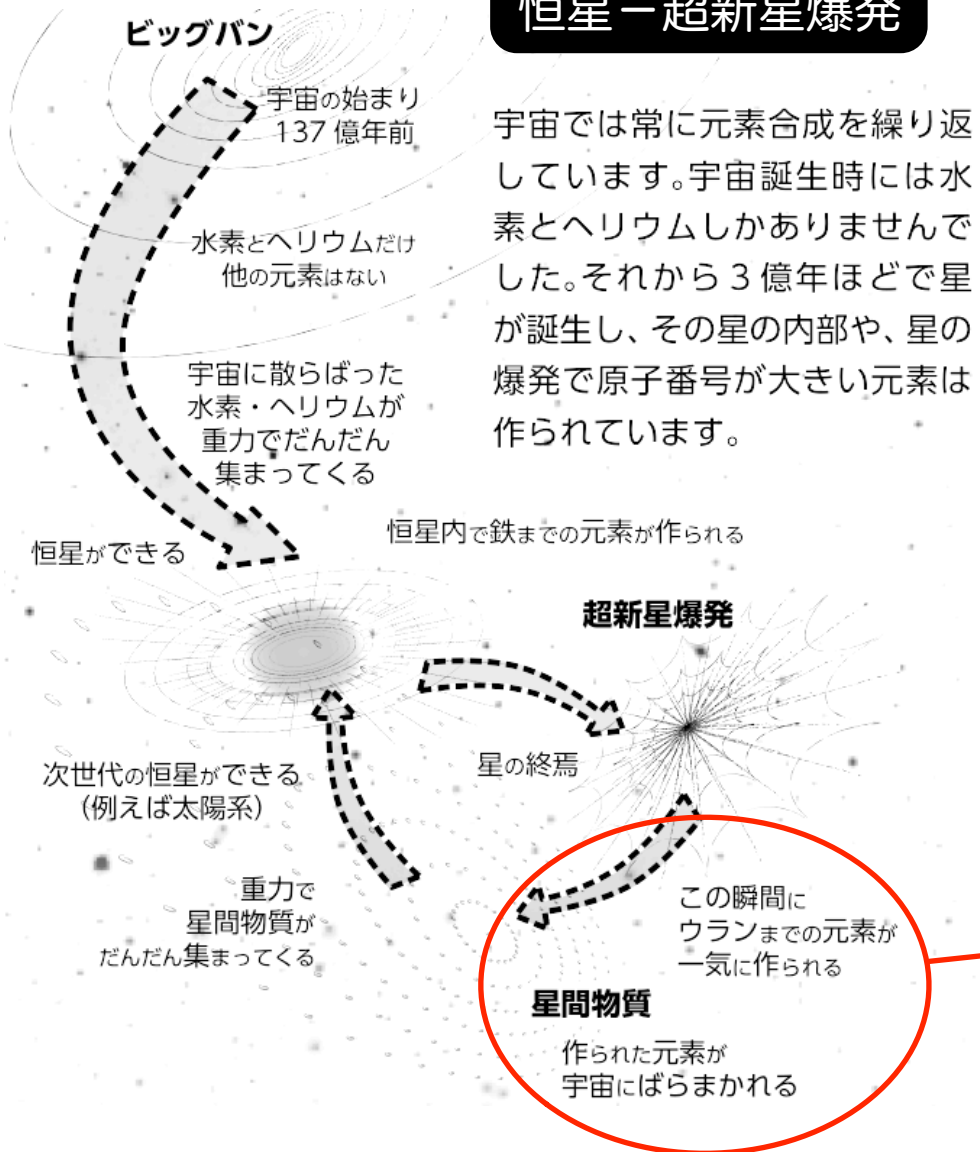 恒星－超新星爆発
ビッグバン
宇宙の始まり
137 億年前
宇宙では常に元素合成を繰り返
しています。宇宙誕生時には水
素とヘリウムしかありませんで
した。それから３億年ほどで星
が誕生し、その星の内部や、星の
爆発で原子番号が大きい元素は
作られています。
水素とヘリウムだけ
他の元素はない
宇宙に散らばった
水素・ヘリウムが
重力でだんだん
集まってくる
恒星ができる
恒星内で鉄までの元素が作られる
超新星爆発
星の終焉
次世代の恒星ができる
(例えば太陽系)
重力で
星間物質が
だんだん集まってくる
この瞬間に
ウランまでの元素が
一気に作られる
星間物質
作られた元素が
宇宙にばらまかれる